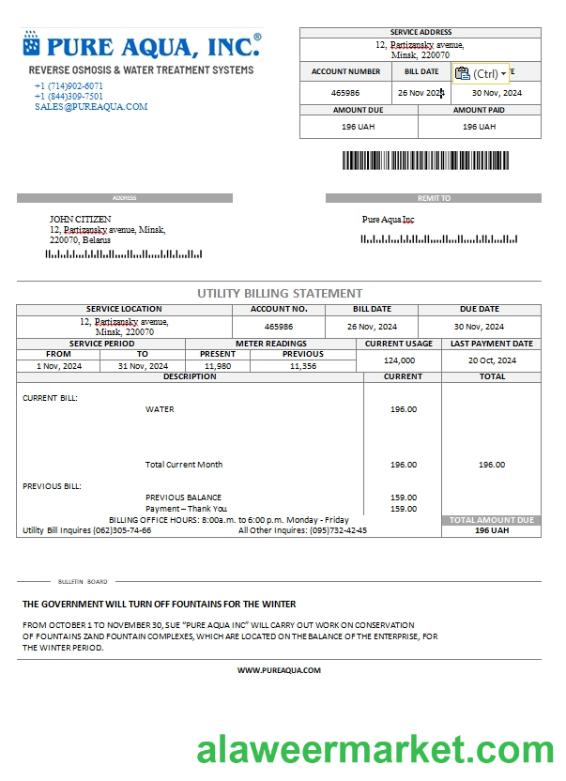 PURE AQUA, INC.®
REVERSE OSMOSIS & WATER TREATMENT SYSTEMS
+1 (714)902-6071
+1 (844)309-7501
SALES@PUREAQUA.COM
SERVICE ADDRESS
12, Partizansky avenue,
Minsk, 220070
ACCOUNT NUMBER BILL DATE
(Ctrl)
465986 26 Nov 2024 30 Nov, 2024
AMOUNT DUE AMOUNT PAID
196 UAH 196 UAH
ADDRESS REMIT TO
JOHN CITIZEN Pure Aqua Inc
12, Partizansky avenue, Minsk,
220070, Belarus
UTILITY BILLING STATEMENT
SERVICE LOCATION ACCOUNT NO. BILL DATE DUE DATE
12, Partizansky avenue,
Minsk, 220070
465986 26 Nov, 2024 30 Nov, 2024
SERVICE PERIOD METER READINGS CURRENT USAGE LAST PAYMENT DATE
FROM TO PRESENT PREVIOUS
124,000 20 Oct, 2024
1 Nov, 2024 31 Nov, 2024 11,980 11,356
DESCRIPTION CURRENT TOTAL
CURRENT BILL:
WATER 196.00
Total Current Month 196.00 196.00
PREVIOUS BILL:
PREVIOUS BALANCE 159.00
Payment – Thank You 159.00
BILLING OFFICE HOURS: 8:00a.m. to 6:00 p.m. Monday - Friday TOTAL AMOUNT DUE
Utility Bill Inquires (062)305-74-66 All Other Inquires: (095)732-42-45 196 UAH
BULLETIN BOARD
THE GOVERNMENT WILL TURN OFF FOUNTAINS FOR THE WINTER
FROM OCTOBER 1 TO NOVEMBER 30, SUE "PURE AQUA INC" WILL CARRY OUT WORK ON CONSERVATION
OF FOUNTAINS ZAND FOUNTAIN COMPLEXES, WHICH ARE LOCATED ON THE BALANCE OF THE ENTERPRISE, FOR
THE WINTER PERIOD.
WWW.PUREAQUA.COM
alaweermarket.com